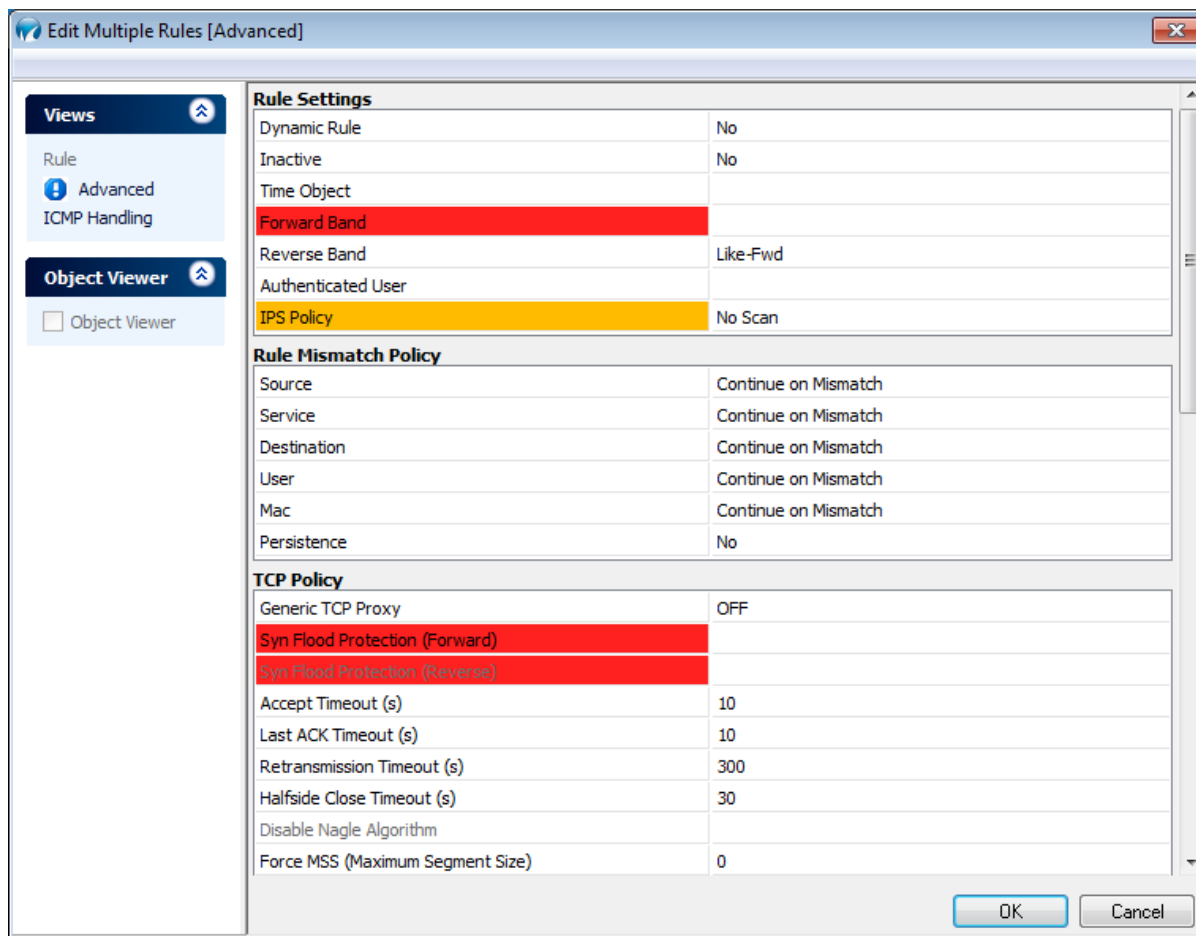 Edit Multiple Rules [Advanced]
Views
Rule
Advanced
ICMP Handling
Object Viewer
Object Viewer
Rule Settings
Dynamic Rule No
Inactive No
Time Object
Forward Band
Reverse Band Like-Fwd
Authenticated User
IPS Policy No Scan
Rule Mismatch Policy
Source Continue on Mismatch
Service Continue on Mismatch
Destination Continue on Mismatch
User Continue on Mismatch
Mac Continue on Mismatch
Persistence No
TCP Policy
Generic TCP Proxy OFF
Syn Flood Protection (Forward)
Syn Flood Protection (Reverse)
Accept Timeout (s) 10
Last ACK Timeout (s) 10
Retransmission Timeout (s) 300
Halfside Close Timeout (s) 30
Disable Nagle Algorithm
Force MSS (Maximum Segment Size) 0
OK Cancel